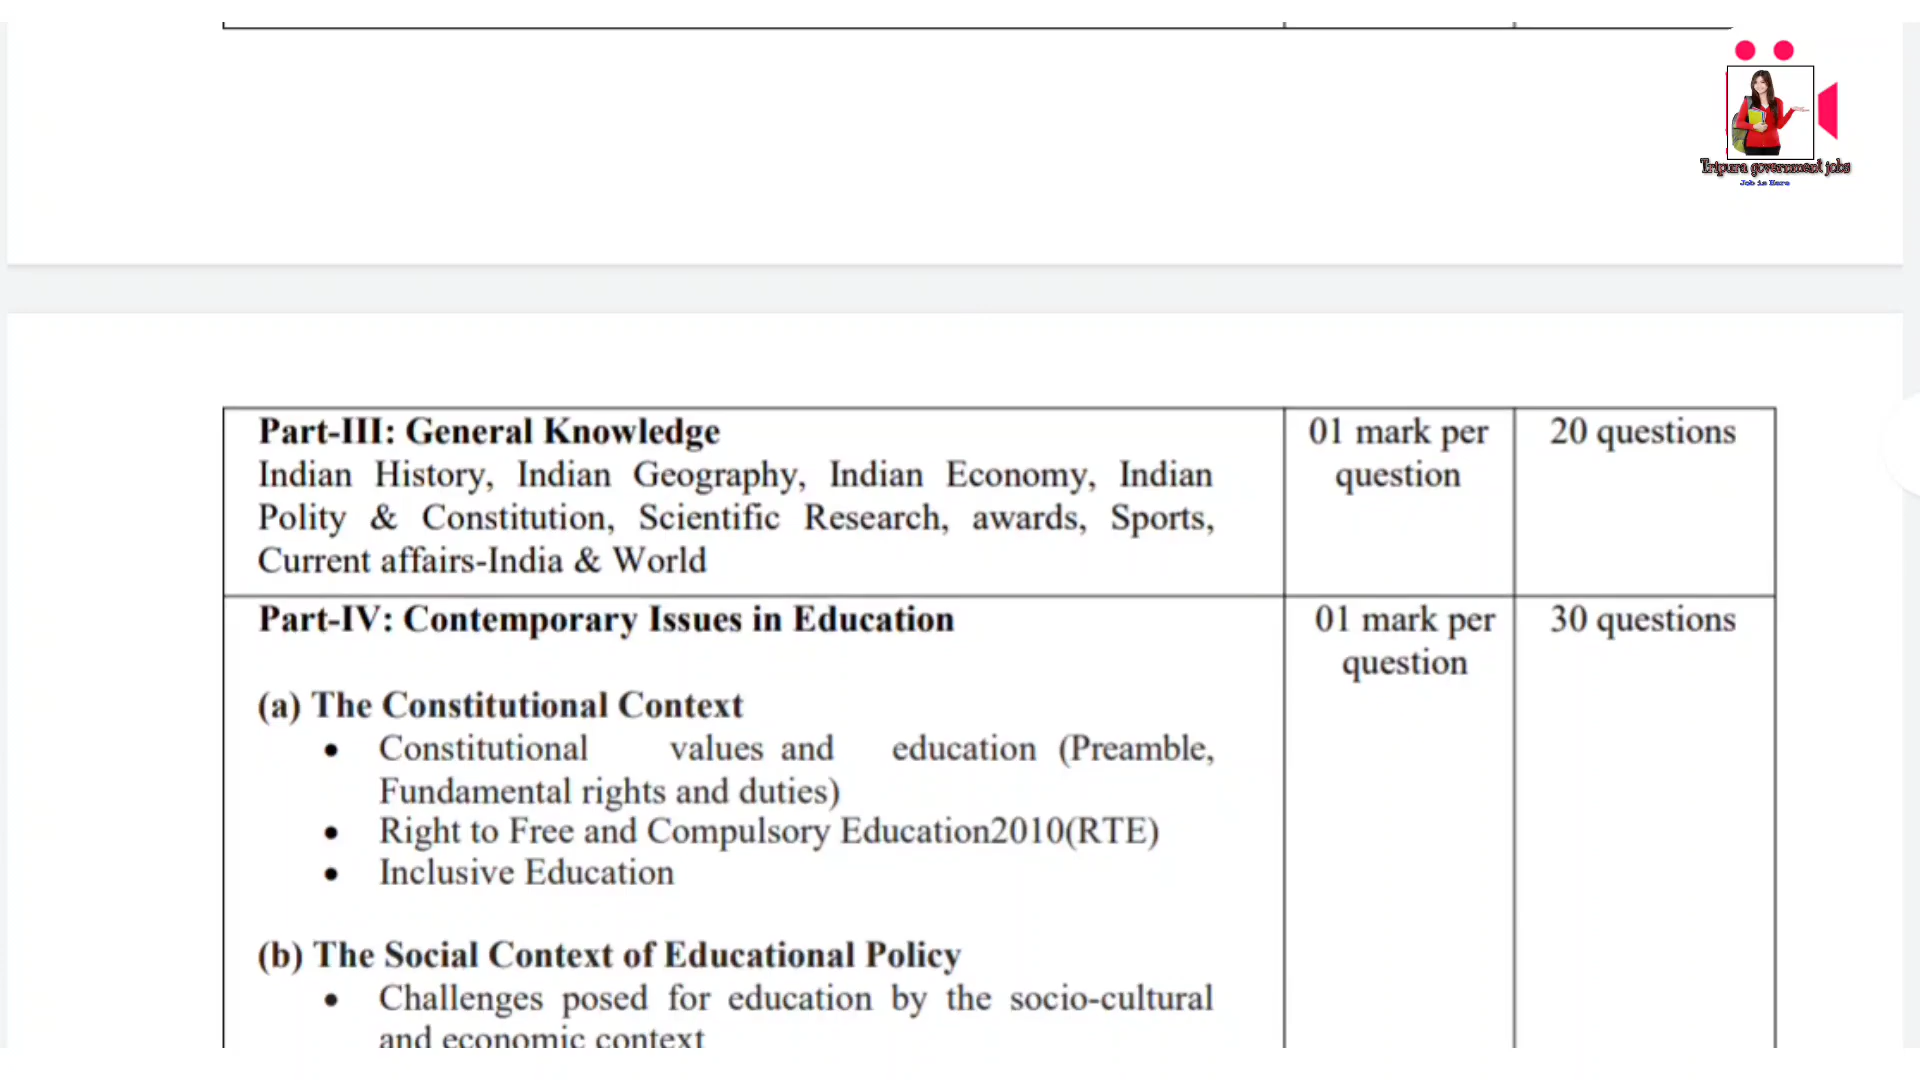 Tripura government jobs
Job is Here
Part-III: General Knowledge
01 mark per
20 questions
Indian History, Indian Geography, Indian Economy, Indian
question
Polity & Constitution, Scientific Research, awards, Sports,
Current affairs-India & World
Part-IV: Contemporary Issues in Education
01 mark per
30 questions
question
(a) The Constitutional Context
• Constitutional values and education (Preamble,
Fundamental rights and duties)
• Right to Free and Compulsory Education2010(RTE)
• Inclusive Education
(b) The Social Context of Educational Policy
• Challenges posed for education by the socio-cultural
and economic context